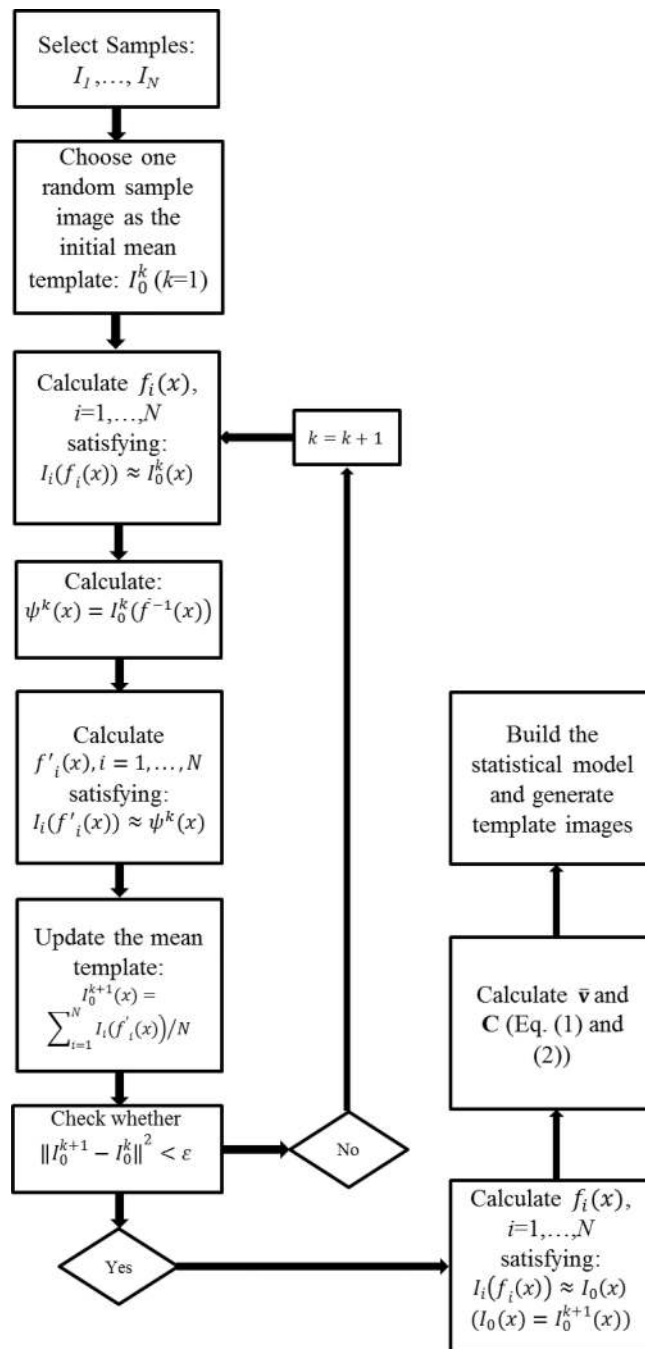 Select Samples:
I₁,…, I_N
Choose one
random sample
image as the
initial mean
template: I₀ᵏ (k=1)
Calculate fᵢ(x),
i=1,…,N
satisfying:
Iᵢ(fᵢ(x)) ≈ I₀ᵏ(x)
k = k + 1
Calculate:
ψᵏ(x) = I₀ᵏ(f̄⁻¹(x))
Calculate
f′ᵢ(x), i = 1, … , N
satisfying:
Iᵢ(f′ᵢ(x)) ≈ ψᵏ(x)
Update the mean
template:
I₀ᵏ⁺¹(x) =
∑ᵢ₌₁ᴺ Iᵢ(f′ᵢ(x))/N
Check whether
‖I₀ᵏ⁺¹ − I₀ᵏ‖² < ε
No
Yes
Calculate fᵢ(x),
i=1,…,N
satisfying:
Iᵢ(fᵢ(x)) ≈ I₀(x)
(I₀(x) = I₀ᵏ⁺¹(x))
Calculate v̄ and
C (Eq. (1) and
(2))
Build the
statistical model
and generate
template images